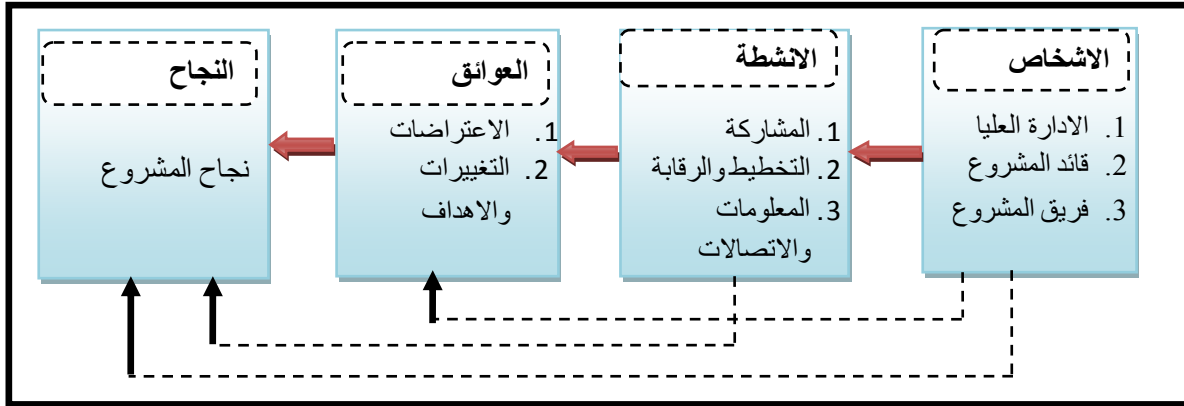 الاشخاص
1. الادارة العليا
2. قائد المشروع
3. فريق المشروع
الانشطة
1. المشاركة
2. التخطيط والرقابة
3. المعلومات
والاتصالات
العوائق
1. الاعتراضات
2. التغييرات
والاهداف
النجاح
نجاح المشروع